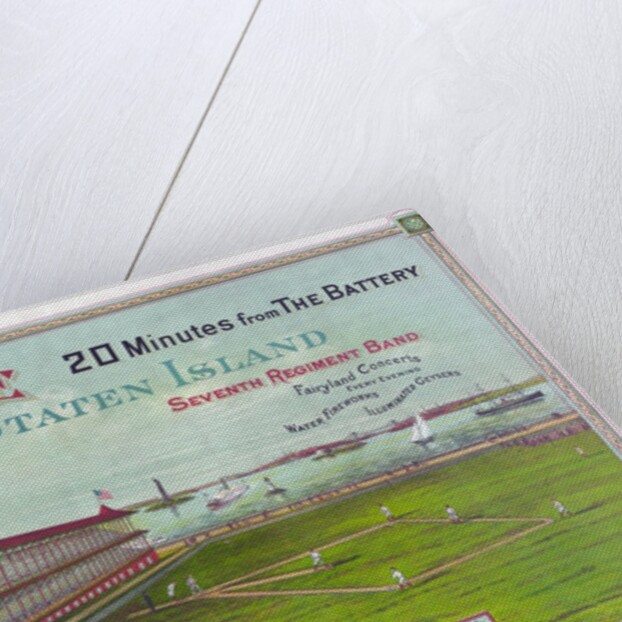 20 Minutes from THE BATTERY
STATEN ISLAND
SEVENTH REGIMENT BAND
Fairyland Concerts
EVERY EVENING
WATER FIREWORKS ILLUMINATED GEYSERS